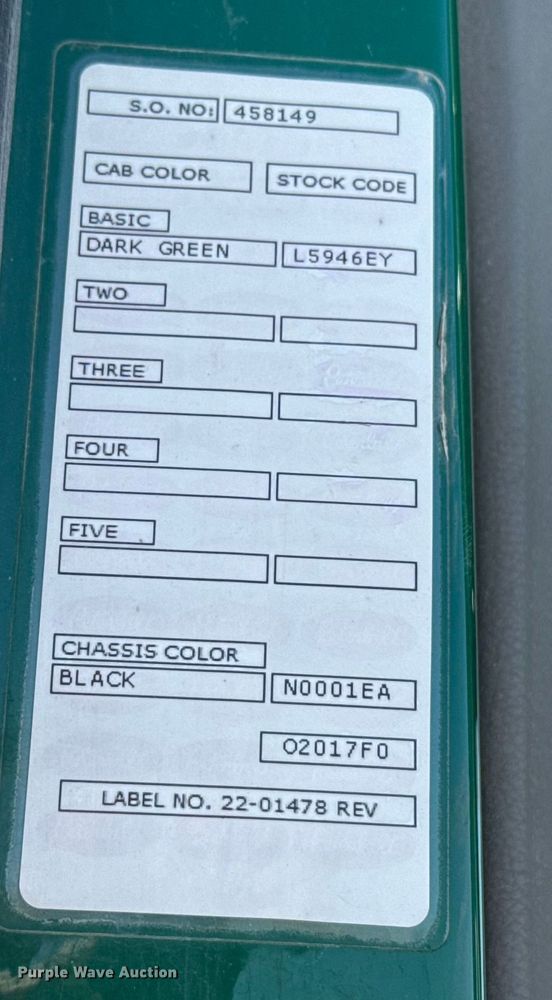 S.O. NO: 458149
CAB COLOR STOCK CODE
BASIC
DARK GREEN L5946EY
TWO
THREE
FOUR
FIVE
CHASSIS COLOR
BLACK N0001EA
02017F0
LABEL NO. 22-01478 REV
Purple Wave Auction